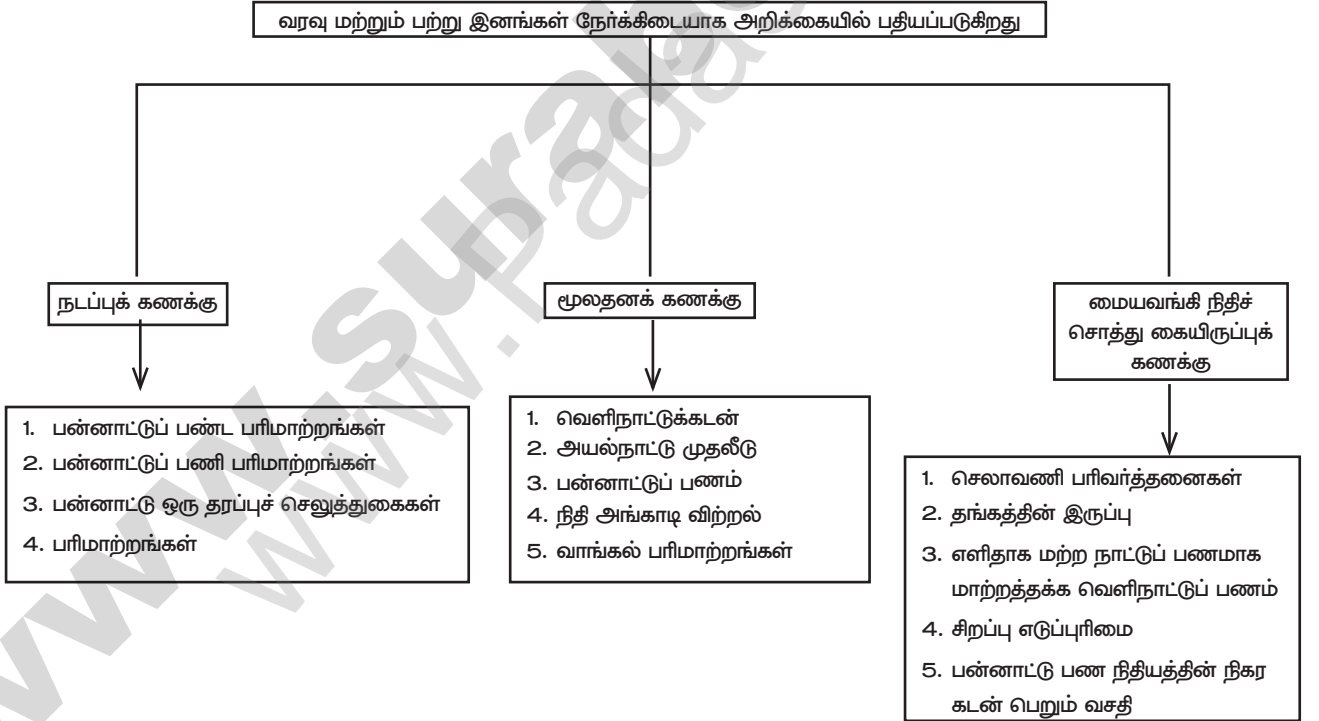 வரவு மற்றும் பற்று இனங்கள் நேர்க்கிடையாக அறிக்கையில் பதியப்படுகிறது
நடப்புக் கணக்கு
1. பன்னாட்டுப் பண்ட பரிமாற்றங்கள்
2. பன்னாட்டுப் பணி பரிமாற்றங்கள்
3. பன்னாட்டு ஒரு தரப்புச் செலுத்துகைகள்
4. பரிமாற்றங்கள்
மூலதனக் கணக்கு
1. வெளிநாட்டுக்கடன்
2. அயல்நாட்டு முதலீடு
3. பன்னாட்டுப் பணம்
4. நிதி அங்காடி விற்றல்
5. வாங்கல் பரிமாற்றங்கள்
மையவங்கி நிதிச்
சொத்து கையிருப்புக்
கணக்கு
1. செலாவணி பரிவர்த்தனைகள்
2. தங்கத்தின் இருப்பு
3. எளிதாக மற்ற நாட்டுப் பணமாக
மாற்றத்தக்க வெளிநாட்டுப் பணம்
4. சிறப்பு எடுப்புரிமை
5. பன்னாட்டு பண நிதியத்தின் நிகர
கடன் பெறும் வசதி
www.sura
www.Pada